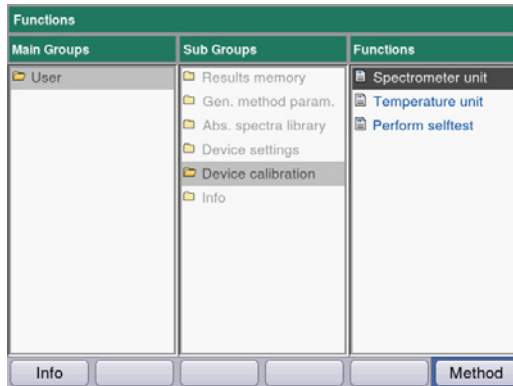 Functions
Main Groups
Sub Groups
Functions
User
Results memory
Gen. method param.
Abs. spectra library
Device settings
Device calibration
Info
Spectrometer unit
Temperature unit
Perform selftest
Info
Method